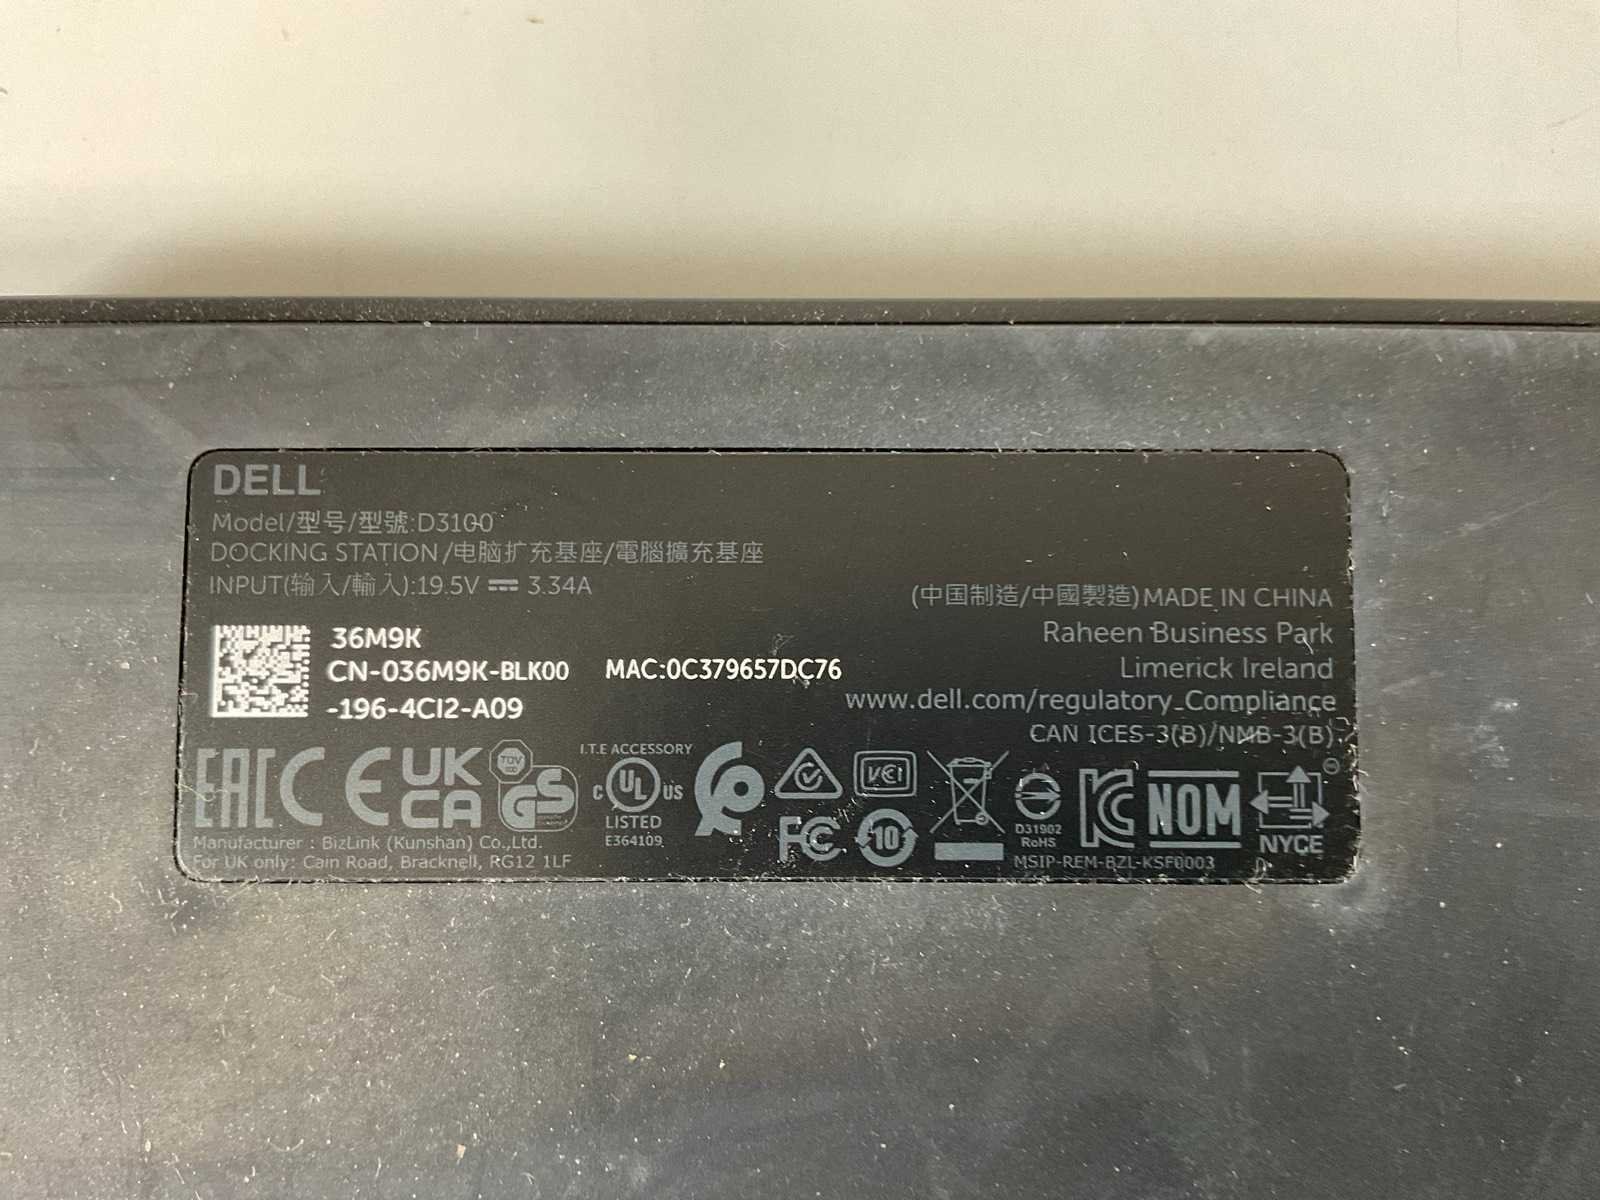 DELL
Model/型号/型號:D3100
DOCKING STATION/电脑扩充基座/電腦擴充基座
INPUT(输入/輸入):19.5V ⎓ 3.34A
(中国制造/中國製造)MADE IN CHINA
36M9K
Raheen Business Park
CN-036M9K-BLK00 MAC:0C379657DC76
Limerick Ireland
-196-4CI2-A09
www.dell.com/regulatory_Compliance
CAN ICES-3(B)/NMB-3(B)
EAC CE UK CA
TÜV SÜD GS
I.T.E ACCESSORY
C UL US
LISTED
E364109
VCI
FC 10
D31902
RoHS
KC NOM
NYCE
MSIP-REM-BZL-KSF0003
Manufacturer : BizLink (Kunshan) Co.,Ltd.
For UK only: Cain Road, Bracknell, RG12 1LF